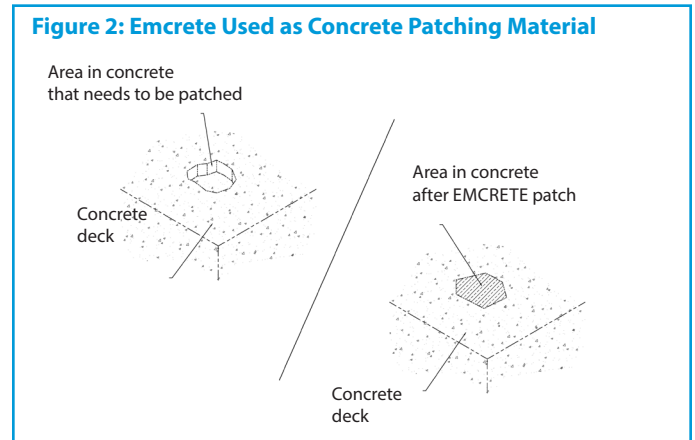 Figure 2: Emcrete Used as Concrete Patching Material
Area in concrete
that needs to be patched
Concrete
deck
Area in concrete
after EMCRETE patch
Concrete
deck